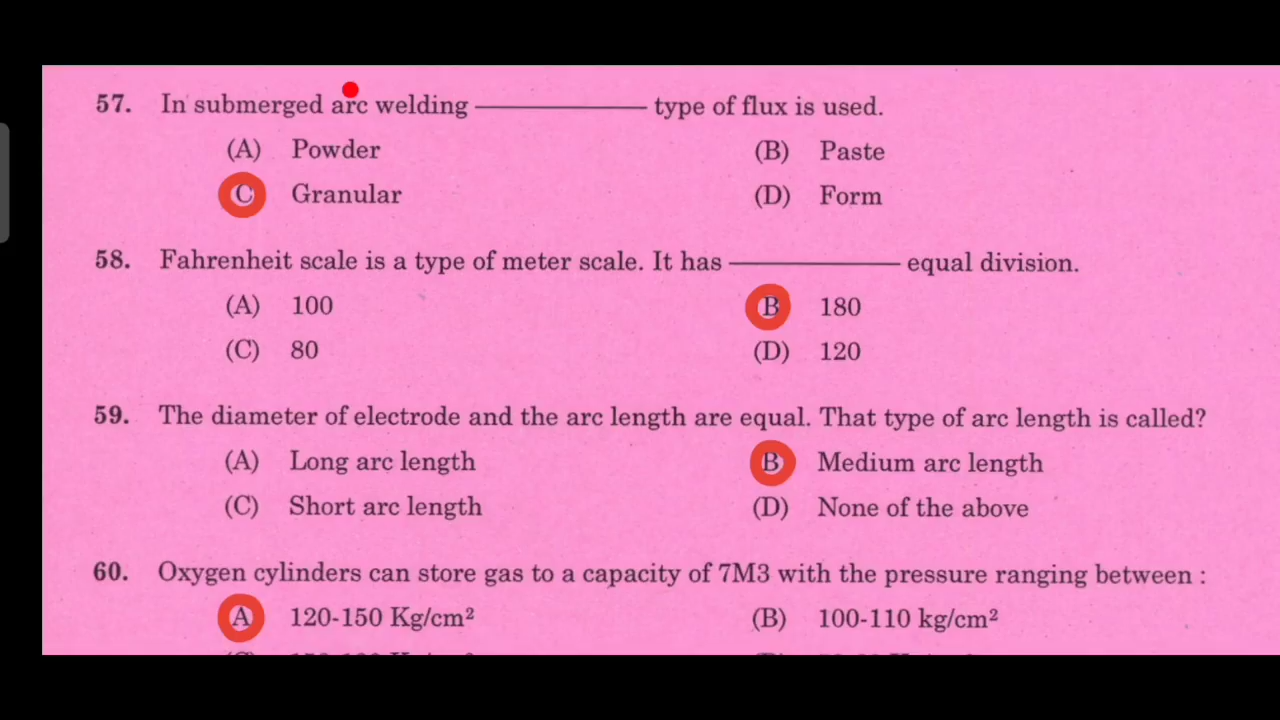 57. In submerged arc welding ____________ type of flux is used.
(A) Powder (B) Paste
(C) Granular (D) Form
58. Fahrenheit scale is a type of meter scale. It has ____________ equal division.
(A) 100 (B) 180
(C) 80 (D) 120
59. The diameter of electrode and the arc length are equal. That type of arc length is called?
(A) Long arc length (B) Medium arc length
(C) Short arc length (D) None of the above
60. Oxygen cylinders can store gas to a capacity of 7M3 with the pressure ranging between :
(A) 120-150 Kg/cm² (B) 100-110 kg/cm²